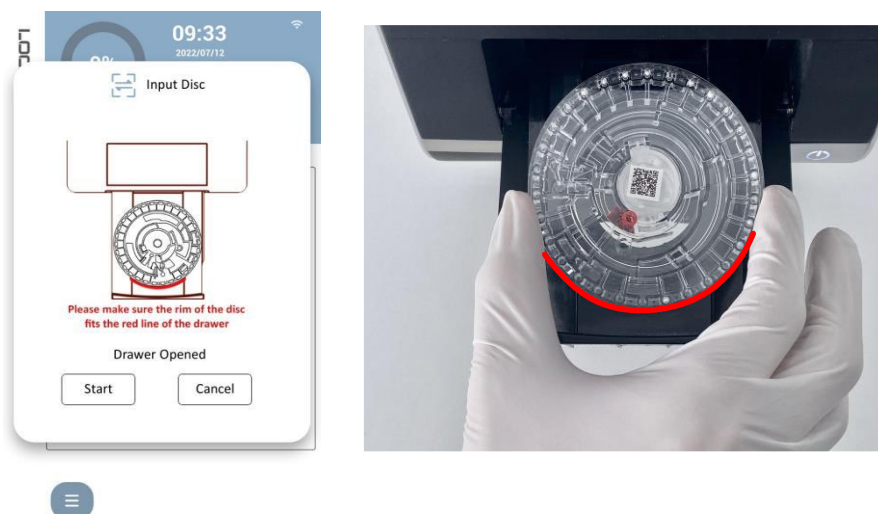 09:33
2022/07/12
Input Disc
Please make sure the rim of the disc
fits the red line of the drawer
Drawer Opened
Start
Cancel